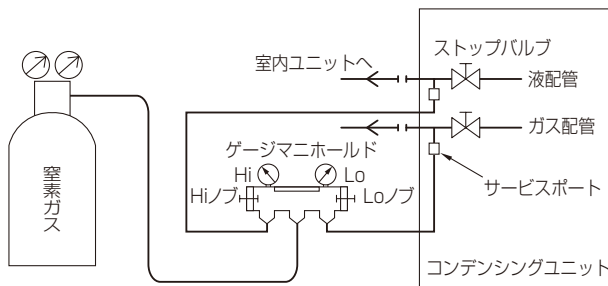 ストップバルブ
室内ユニットへ
液配管
ガス配管
ゲージマニホールド
Hi
Lo
Hiノブ
Loノブ
サービスポート
窒素ガス
コンデンシングユニット